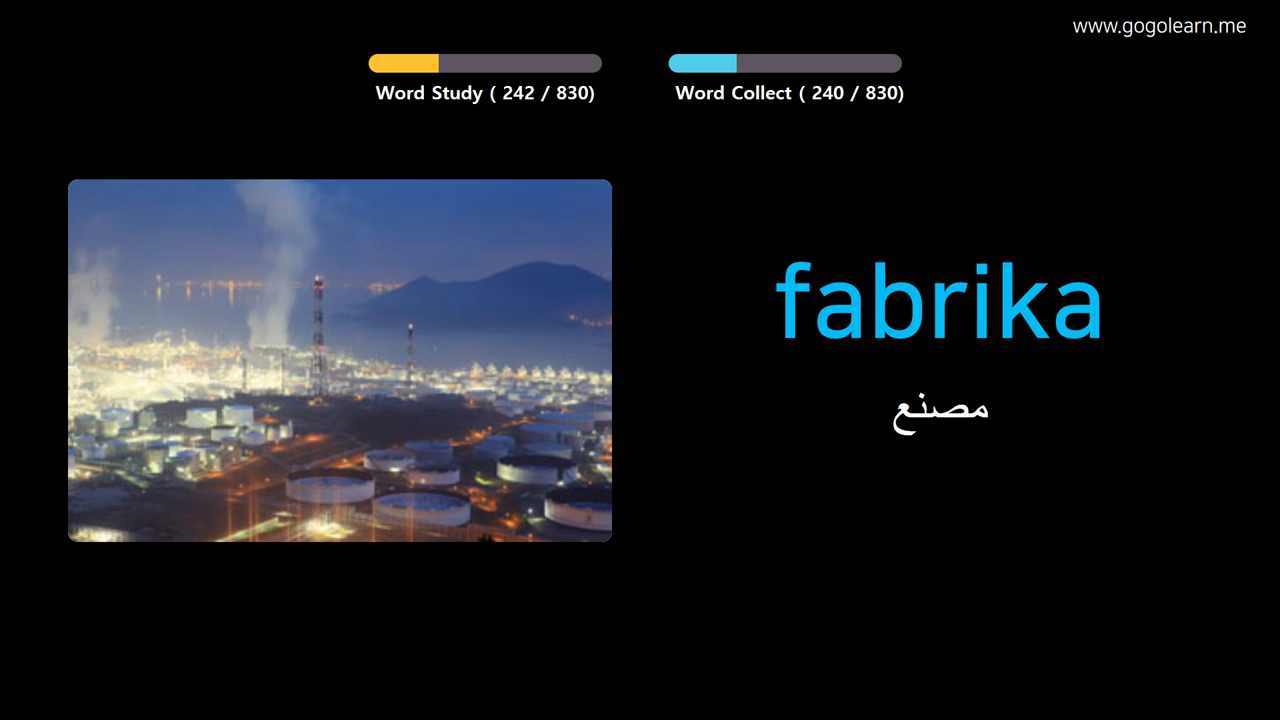 www.gogolearn.me
Word Study ( 242 / 830)
Word Collect ( 240 / 830)
fabrika
مصنع